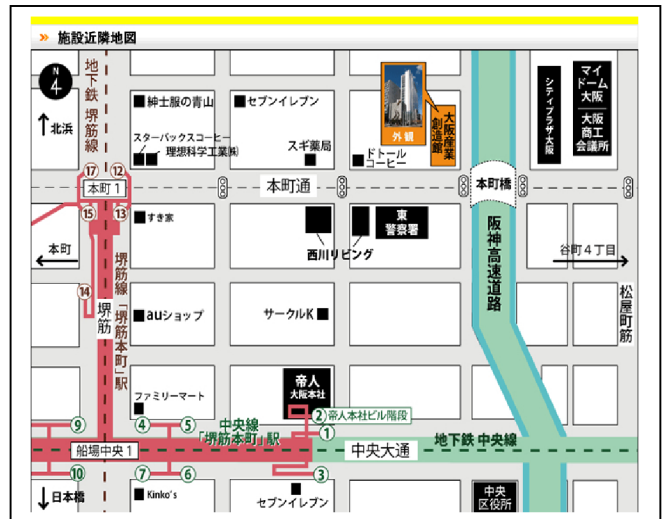 施設近隣地図
N
4
北浜
地下鉄 堺筋線
紳士服の青山
セブンイレブン
スターバックスコーヒー
理想科学工業㈱
スギ薬局
外観
大阪産業
創造館
ドトール
コーヒー
シティプラザ大阪
マイ
ドーム
大阪
大阪
商工
会議所
⑰
⑫
本町1
本町通
本町橋
⑮
⑬
すき家
西川リビング
東
警察署
本町
谷町4丁目
阪神高速道路
松屋町筋
⑭
堺筋
堺筋線「堺筋本町」駅
auショップ
サークルK
帝人
大阪本社
ファミリーマート
②帝人本社ビル階段
⑨
④
⑤
中央線
「堺筋本町」駅
①
船場中央1
中央大通
地下鉄 中央線
⑩
⑦
⑥
③
日本橋
Kinko's
セブンイレブン
中央
区役所